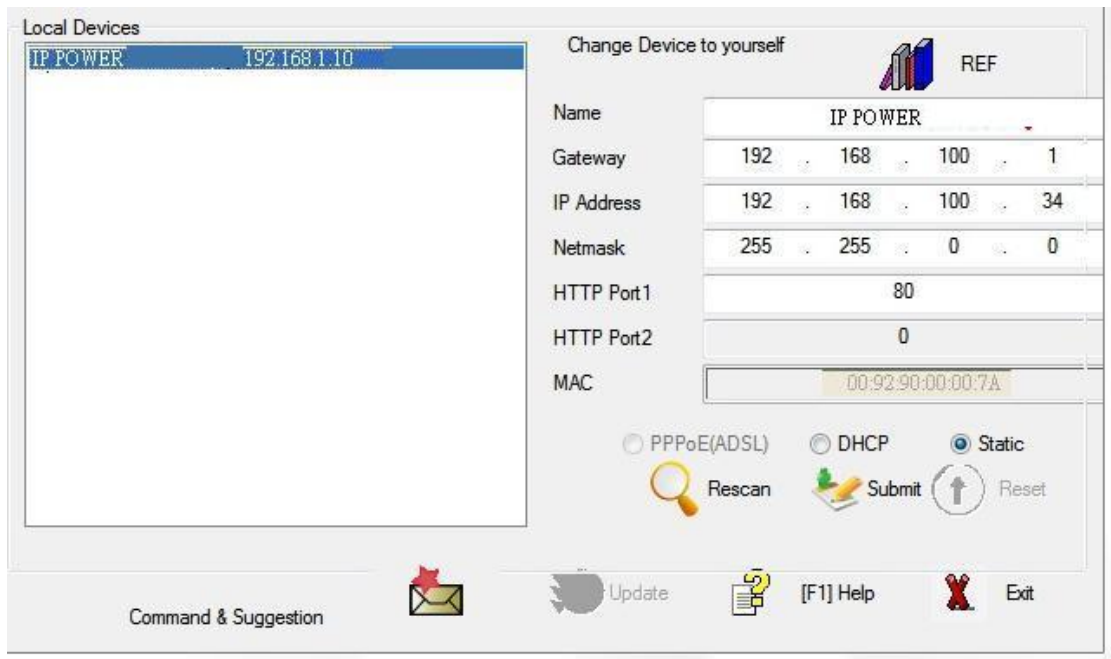 Local Devices
IP POWER 192.168.1.10
Change Device to yourself
REF
Name IP POWER
Gateway 192 . 168 . 100 . 1
IP Address 192 . 168 . 100 . 34
Netmask 255 . 255 . 0 . 0
HTTP Port1 80
HTTP Port2 0
MAC 00:92:90:00:00:7A
PPPoE(ADSL) DHCP Static
Rescan Submit Reset
Command & Suggestion Update [F1] Help Exit